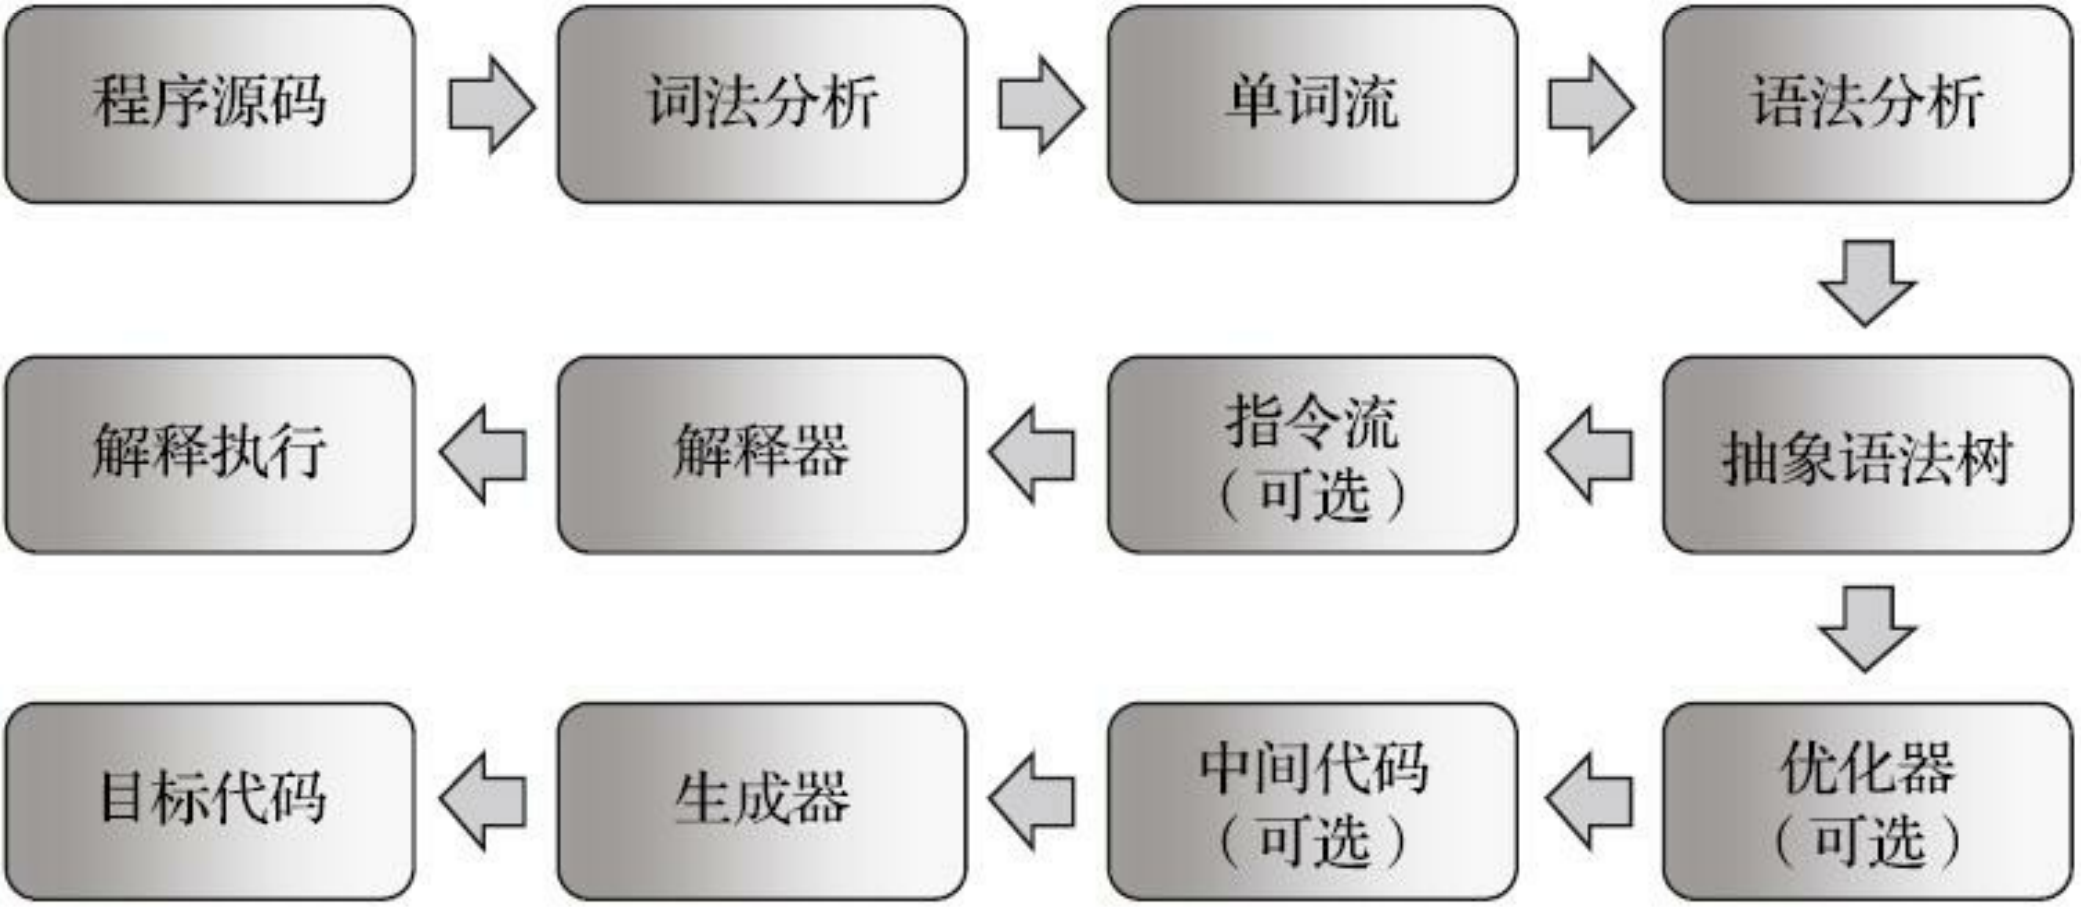 程序源码
词法分析
单词流
语法分析
解释执行
解释器
指令流
（可选）
抽象语法树
目标代码
生成器
中间代码
（可选）
优化器
（可选）